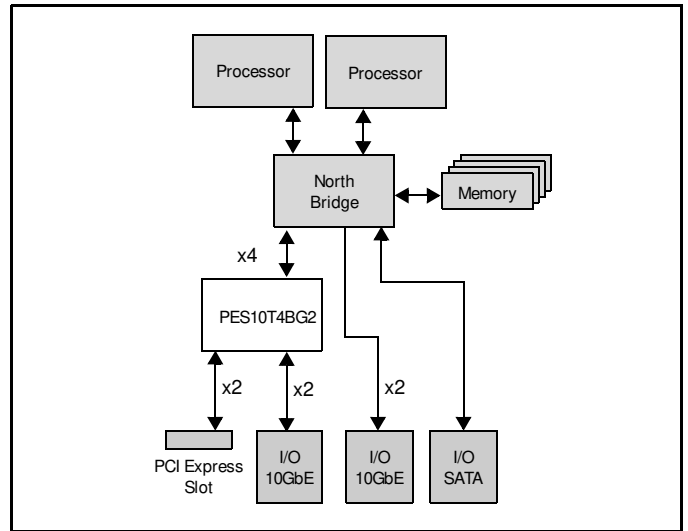 Processor
Processor
North
Bridge
Memory
x4
PES10T4BG2
x2
x2
x2
PCI Express
Slot
I/O
10GbE
I/O
10GbE
I/O
SATA